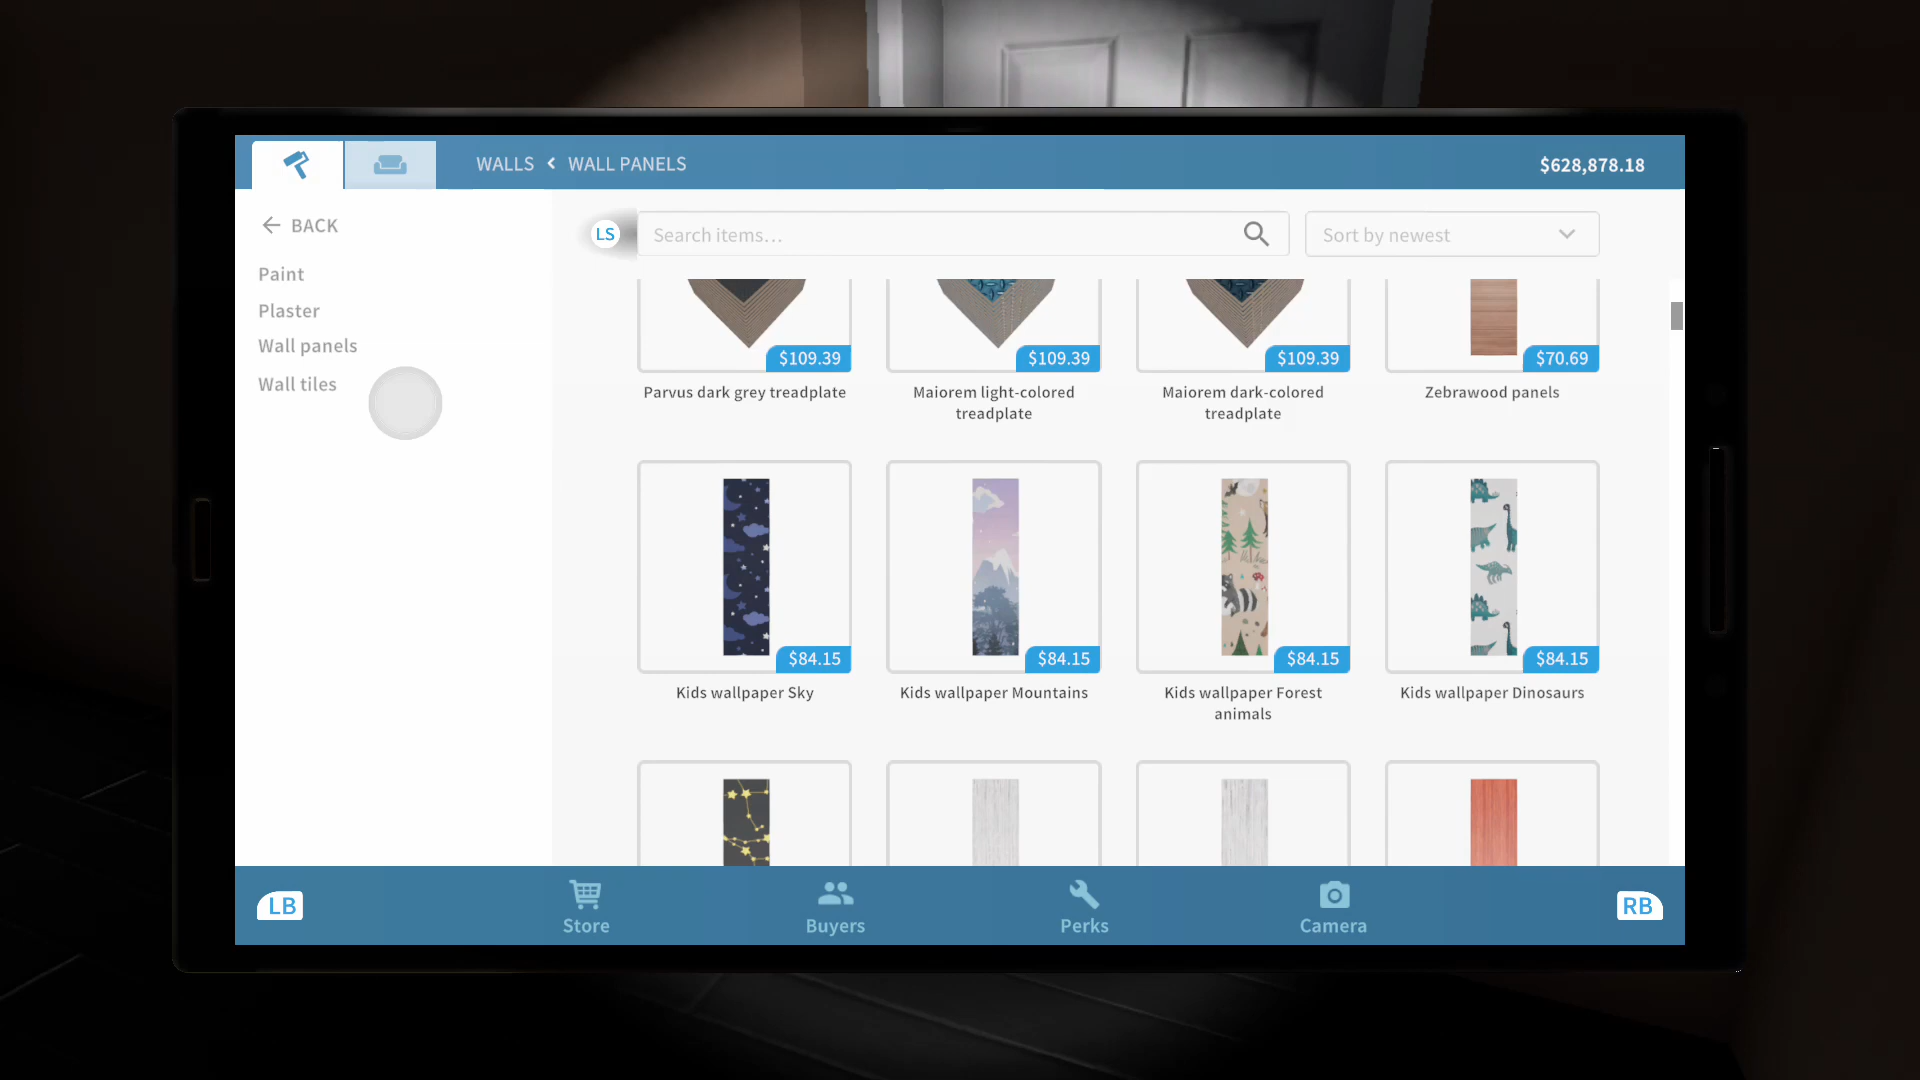 WALLS < WALL PANELS
$628,878.18
BACK
Paint
Plaster
Wall panels
Wall tiles
LS
Search items...
Sort by newest
$109.39
$109.39
$109.39
$70.69
Parvus dark grey treadplate
Maiorem light-colored
treadplate
Maiorem dark-colored
treadplate
Zebrawood panels
$84.15
$84.15
$84.15
$84.15
Kids wallpaper Sky
Kids wallpaper Mountains
Kids wallpaper Forest
animals
Kids wallpaper Dinosaurs
LB
Store
Buyers
Perks
Camera
RB